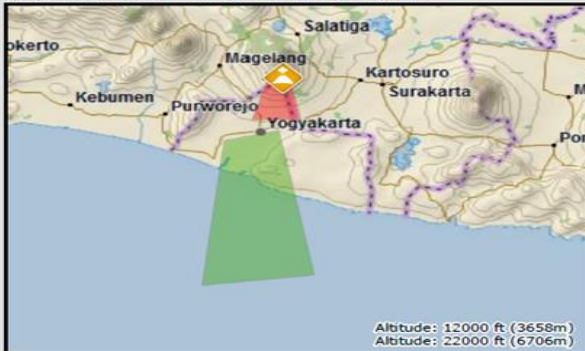 Salatiga
okerto
Magelang
Kartosuro
Surakarta
Kebumen
Purworejo
M
Yogyakarta
Por
Altitude: 12000 ft (3658m)
Altitude: 22000 ft (6706m)